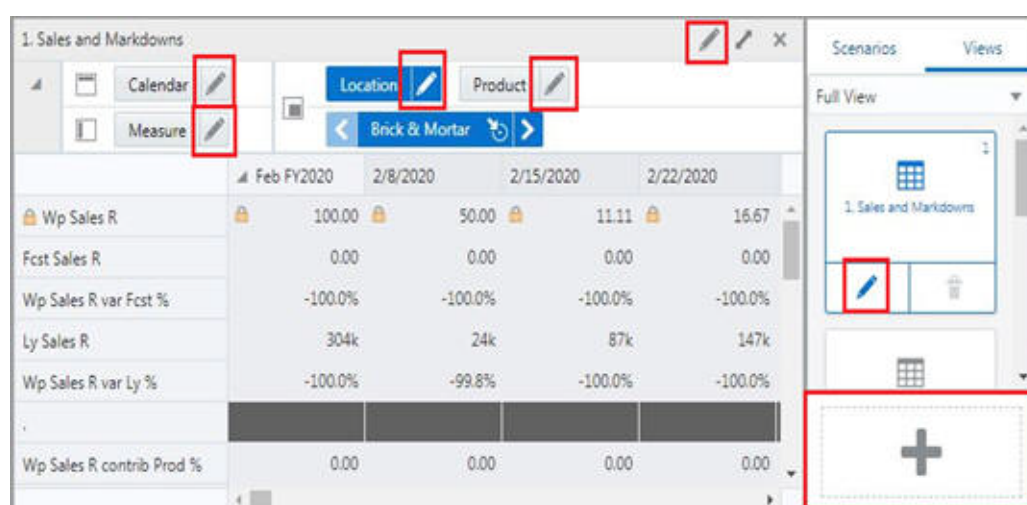 1. Sales and Markdowns
Scenarios Views
Calendar Location Product
Full View
Measure Brick & Mortar
1
Feb FY2020 2/8/2020 2/15/2020 2/22/2020
1. Sales and Markdowns
Wp Sales R 100.00 50.00 11.11 16.67
Fcst Sales R 0.00 0.00 0.00 0.00
Wp Sales R var Fcst % -100.0% -100.0% -100.0% -100.0%
Ly Sales R 304k 24k 87k 147k
Wp Sales R var Ly % -100.0% -99.8% -100.0% -100.0%
.
Wp Sales R contrib Prod % 0.00 0.00 0.00 0.00